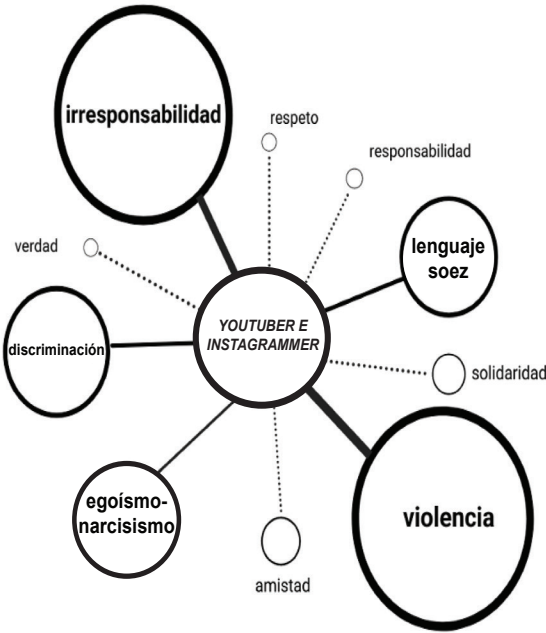 irresponsabilidad
respeto
responsabilidad
verdad
lenguaje
soez
YOUTUBER E
INSTAGRAMMER
discriminación
solidaridad
egoísmo-
narcisismo
violencia
amistad